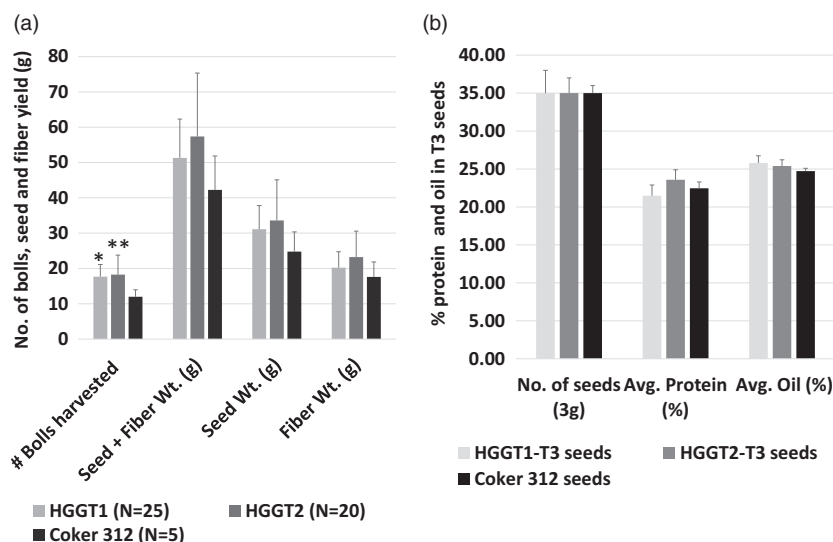 (a)
No. of bolls, seed and fiber yield (g)
80
70
60
50
40
30
20
10
0
*
**
# Bolls harvested
Seed + Fiber Wt. (g)
Seed Wt. (g)
Fiber Wt. (g)
HGGT1 (N=25)
HGGT2 (N=20)
Coker 312 (N=5)
(b)
% protein and oil in T3 seeds
40.00
35.00
30.00
25.00
20.00
15.00
10.00
5.00
0.00
No. of seeds Avg. Protein Avg. Oil (%)
(3g) (%)
HGGT1-T3 seeds
HGGT2-T3 seeds
Coker 312 seeds